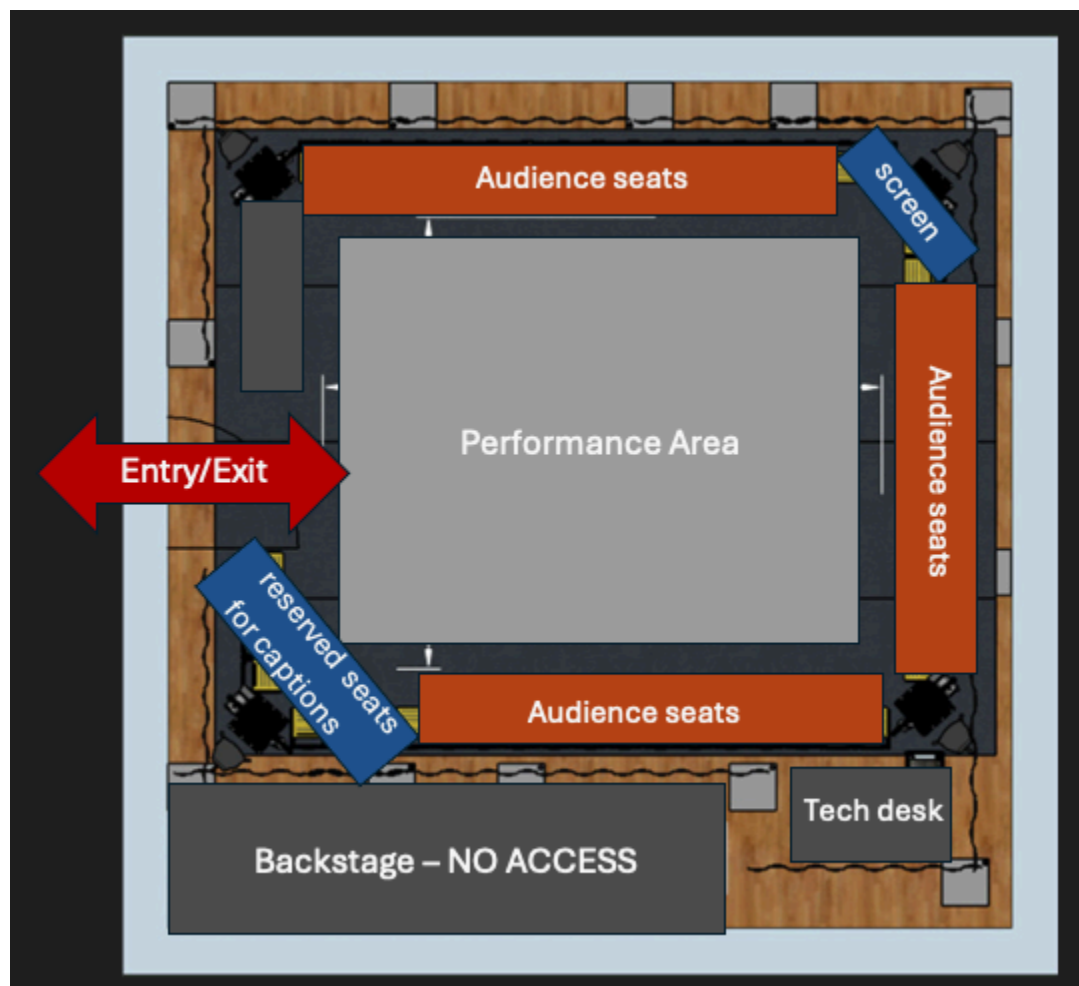 Audience seats
screen
Audience seats
Performance Area
Entry/Exit
reserved seats
for captions
Audience seats
Tech desk
Backstage – NO ACCESS